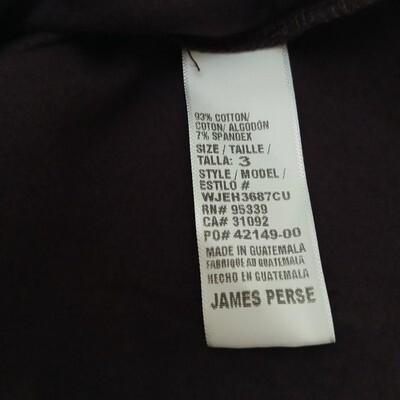 93% COTTON/
COTON/ ALGODÓN
7% SPANDEX
SIZE / TAILLE /
TALLA: 3
STYLE / MODEL /
ESTILO #
WJEH3687CU
RN# 95339
CA# 31092
PO# 42149-00
MADE IN GUATEMALA
FABRIQUE AU GUATEMALA
HECHO EN GUATEMALA
JAMES PERSE